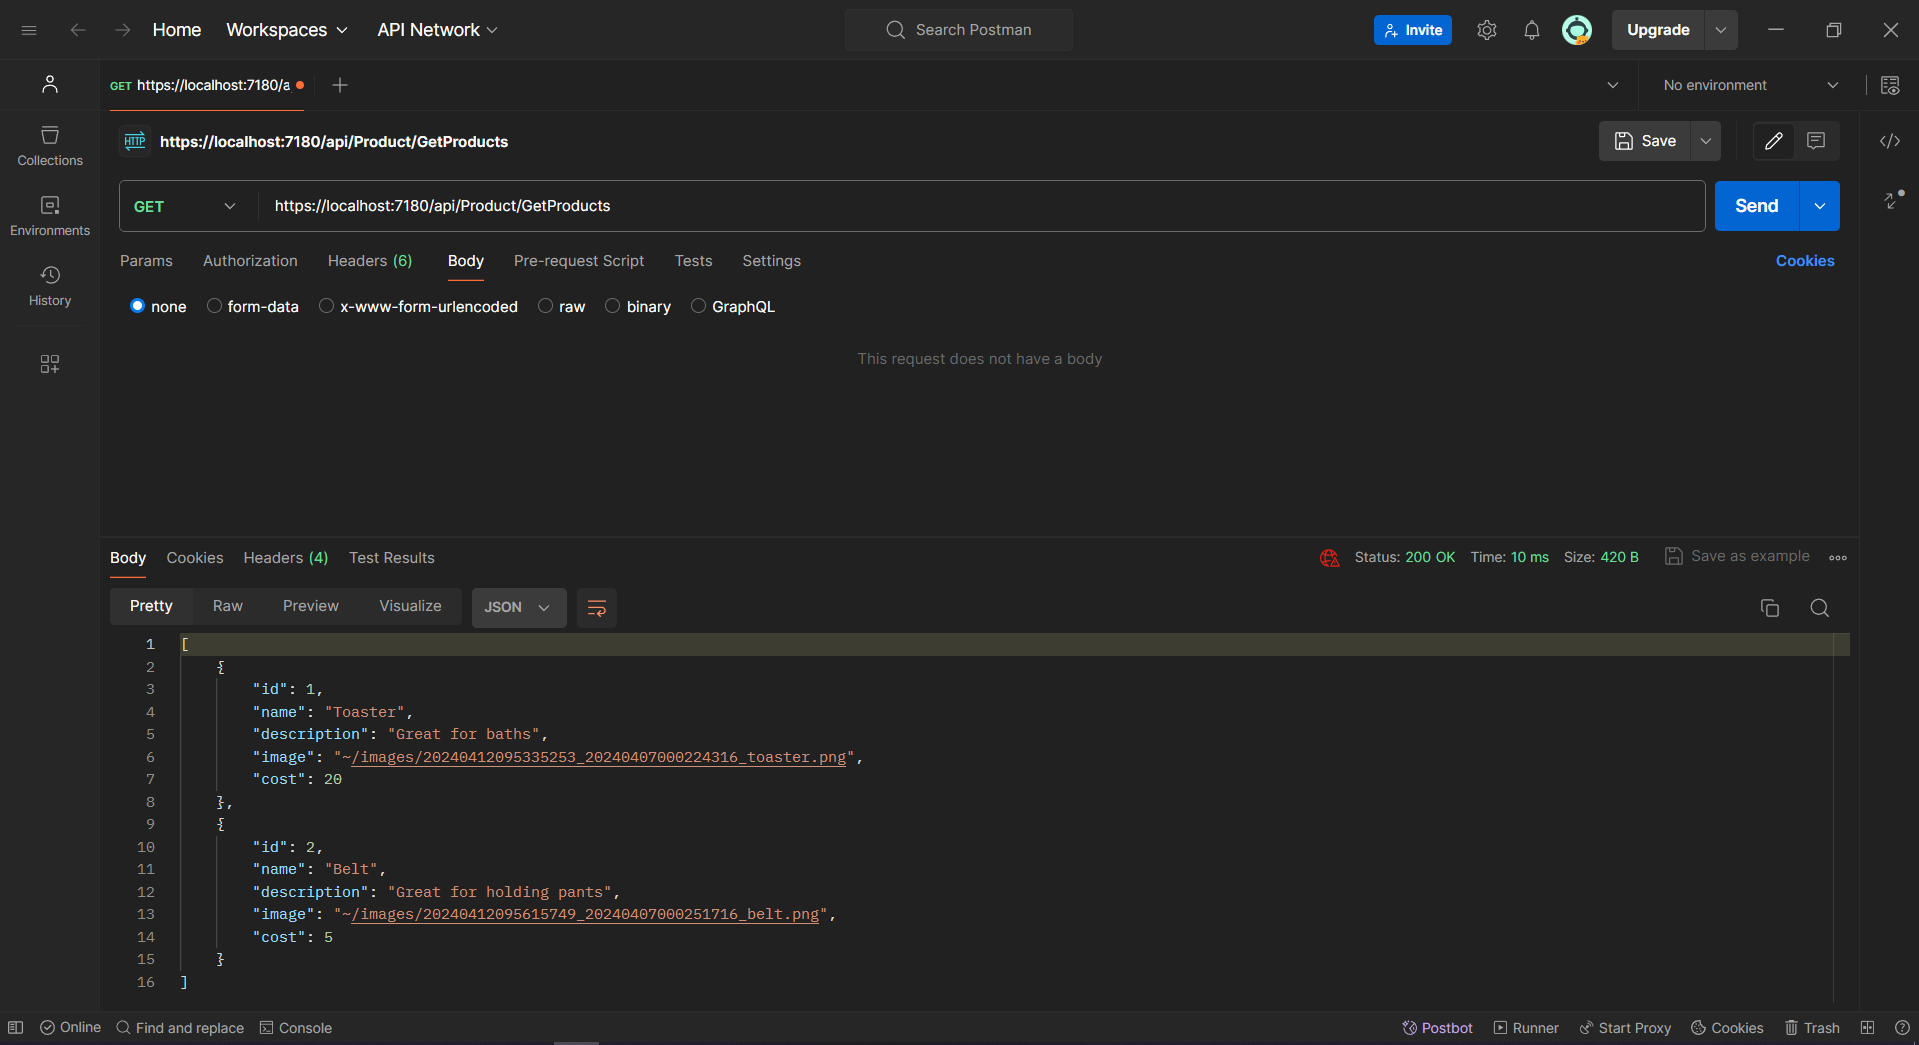 Home Workspaces API Network Search Postman Invite Upgrade
GET https://localhost:7180/a No environment
HTTP https://localhost:7180/api/Product/GetProducts Save
Collections
Environments
History
GET https://localhost:7180/api/Product/GetProducts Send
Params Authorization Headers (6) Body Pre-request Script Tests Settings Cookies
none form-data x-www-form-urlencoded raw binary GraphQL
This request does not have a body
Body Cookies Headers (4) Test Results Status: 200 OK Time: 10 ms Size: 420 B Save as example
Pretty Raw Preview Visualize JSON
1 [
2 {
3 "id": 1,
4 "name": "Toaster",
5 "description": "Great for baths",
6 "image": "~/images/20240412095335253_20240407000224316_toaster.png",
7 "cost": 20
8 },
9 {
10 "id": 2,
11 "name": "Belt",
12 "description": "Great for holding pants",
13 "image": "~/images/20240412095615749_20240407000251716_belt.png",
14 "cost": 5
15 }
16 ]
Online Find and replace Console Postbot Runner Start Proxy Cookies Trash